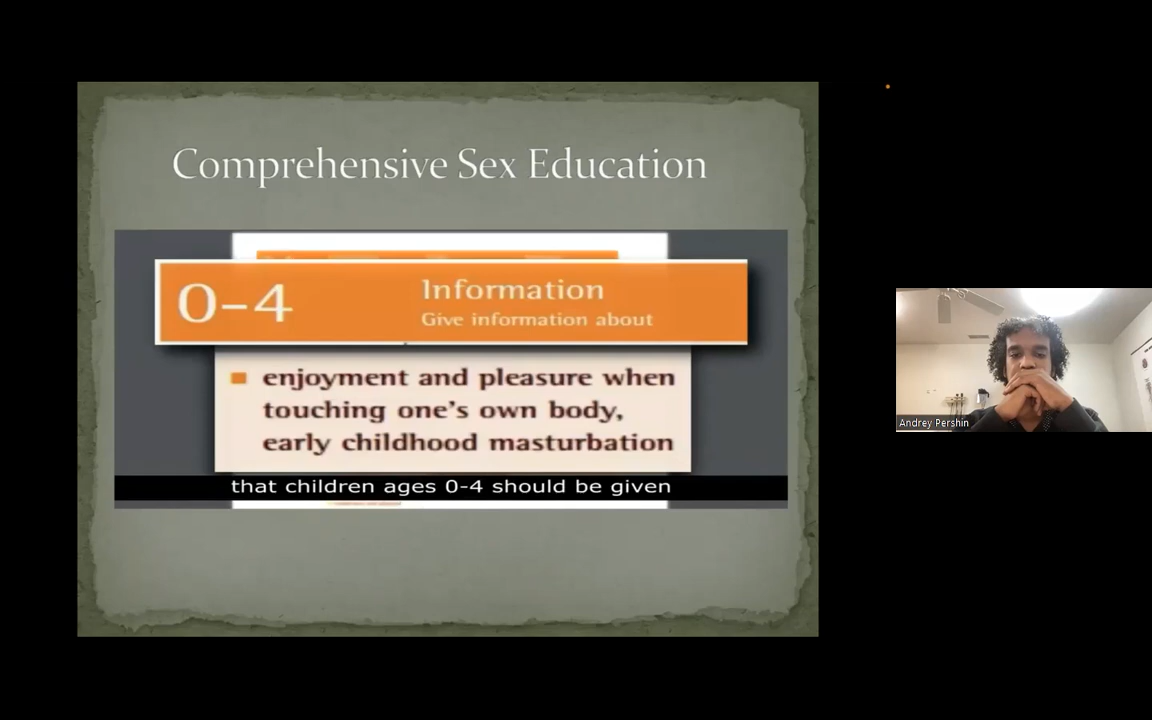 Comprehensive Sex Education
0-4
Information
Give information about
enjoyment and pleasure when
touching one's own body,
early childhood masturbation
that children ages 0-4 should be given
Andrey Pershin